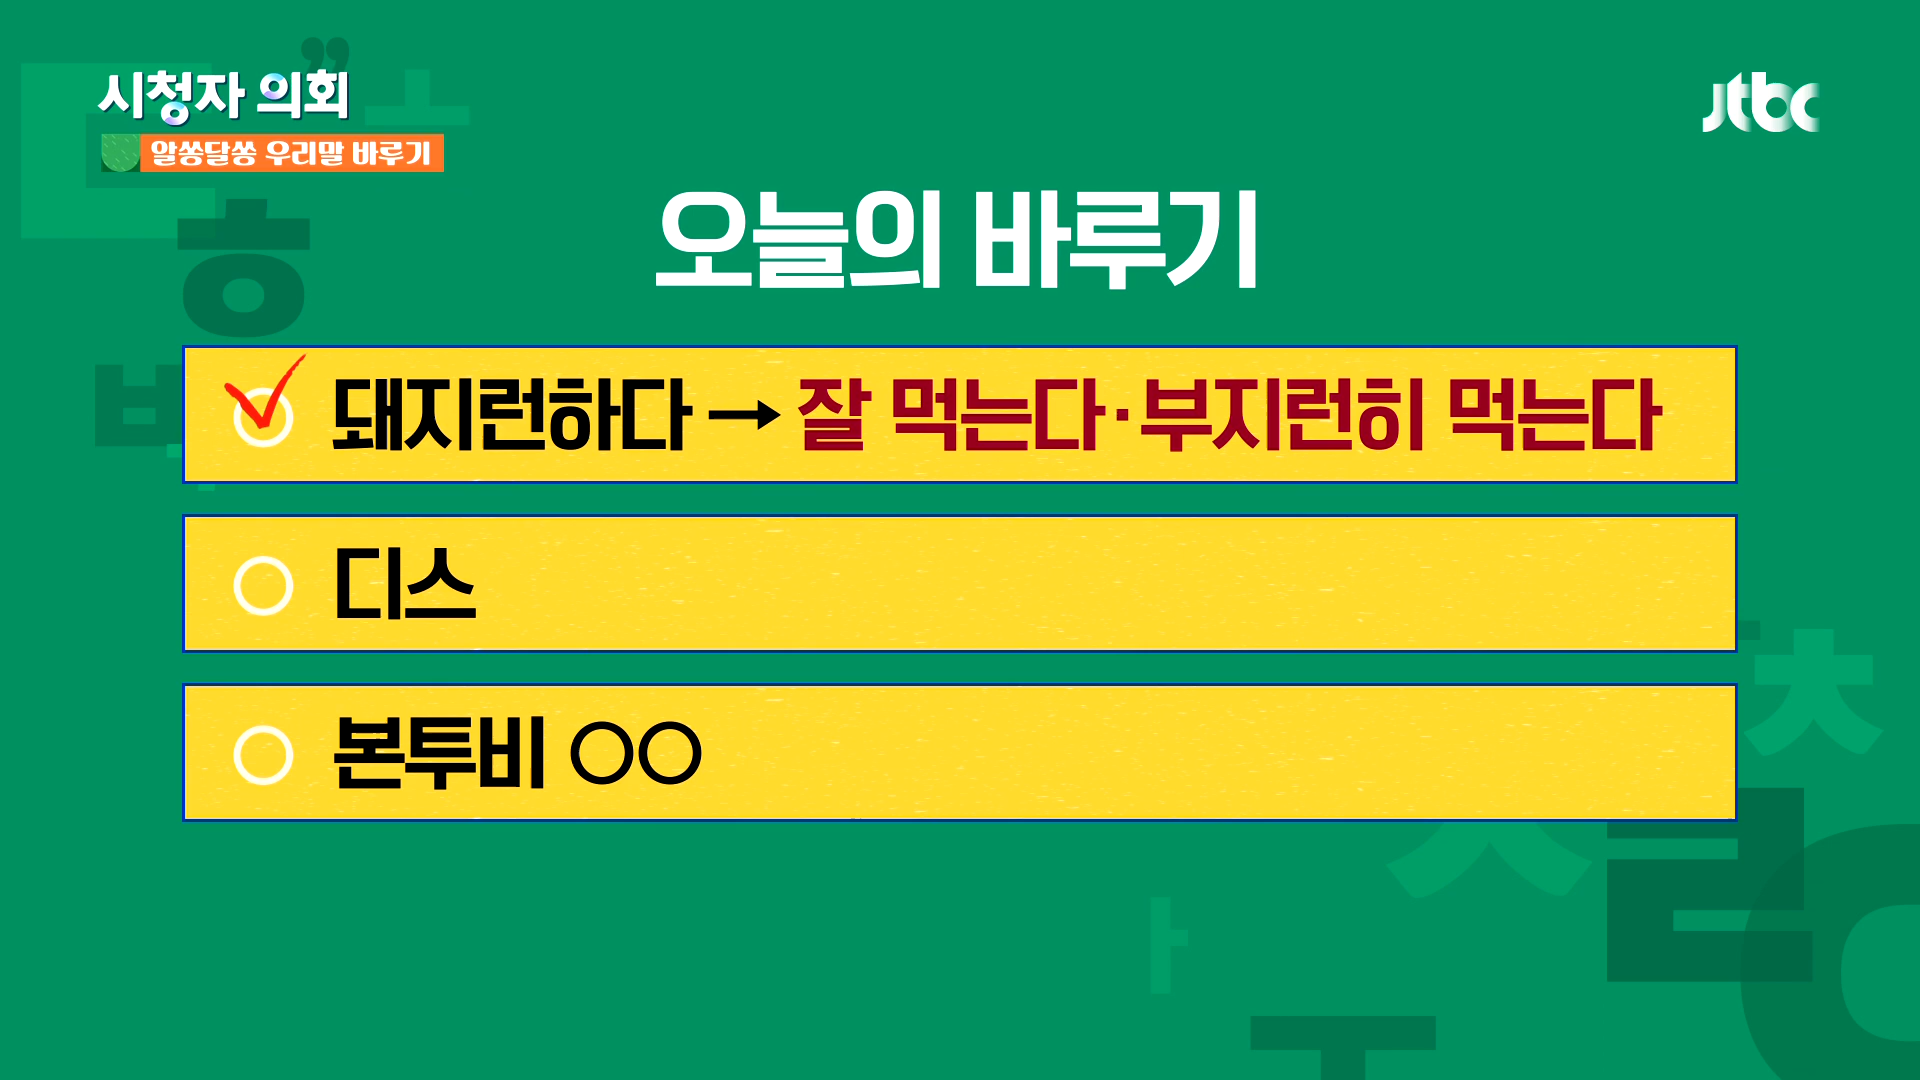 시청자 의회
알쏭달쏭 우리말 바루기
jtbc
오늘의 바루기
돼지런하다 → 잘 먹는다·부지런히 먹는다
디스
본투비 ○○